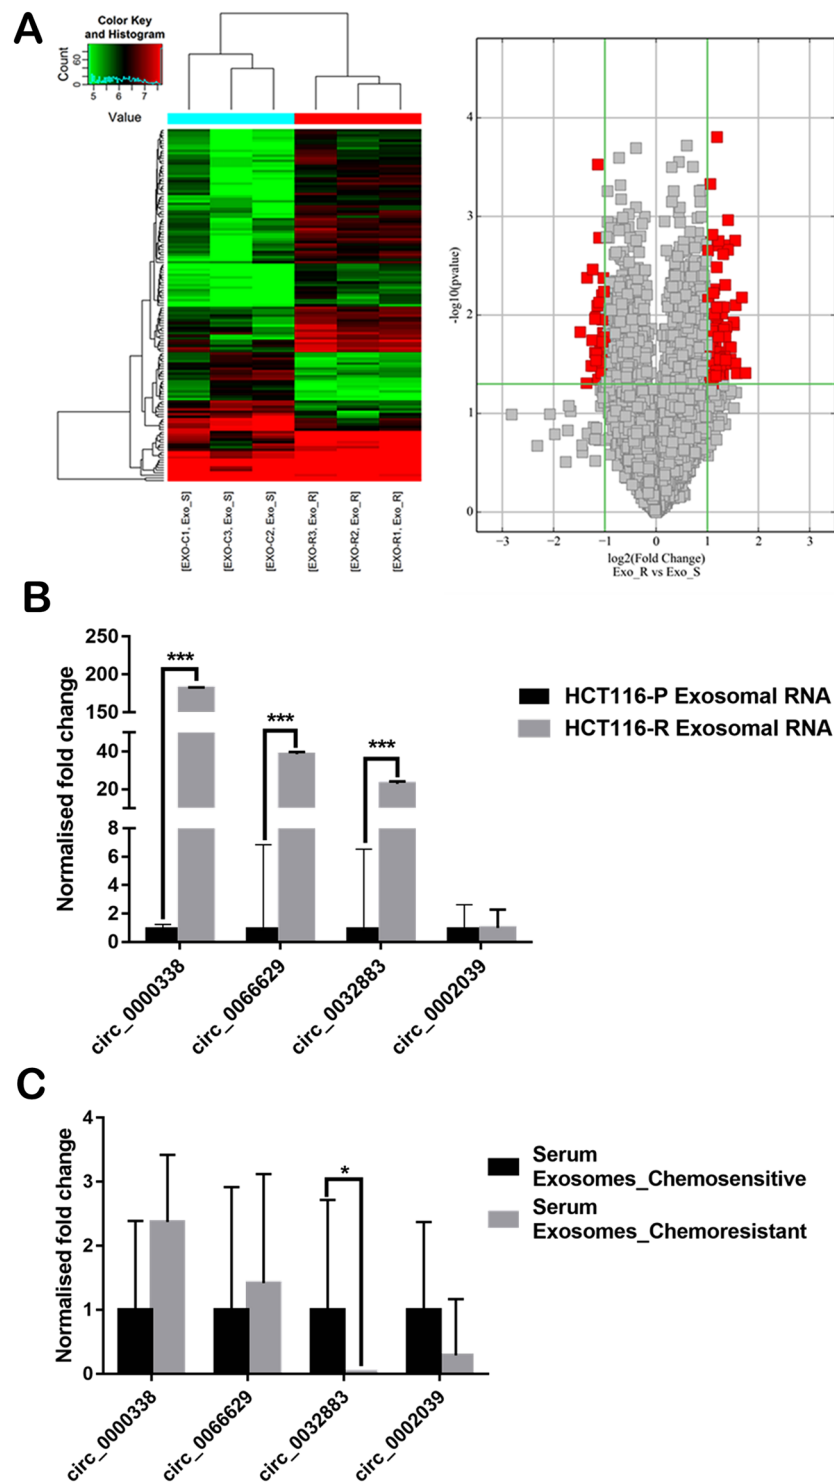 A
Color Key
and Histogram
Count
0
60
5
6
7
Value
[EXO-C1, Exo_S]
[EXO-C3, Exo_S]
[EXO-C2, Exo_S]
[EXO-R3, Exo_R]
[EXO-R2, Exo_R]
[EXO-R1, Exo_R]
-log10(pvalue)
4
3
2
1
0
−3
−2
−1
0
1
2
3
log2(Fold Change)
Exo_R vs Exo_S
B
Normalised fold change
250
200
150
40
20
8
6
4
2
0
***
***
***
HCT116-P Exosomal RNA
HCT116-R Exosomal RNA
circ_0000338
circ_0066629
circ_0032883
circ_0002039
C
Normalised fold change
4
3
2
1
0
*
Serum
Exosomes_Chemosensitive
Serum
Exosomes_Chemoresistant
circ_0000338
circ_0066629
circ_0032883
circ_0002039